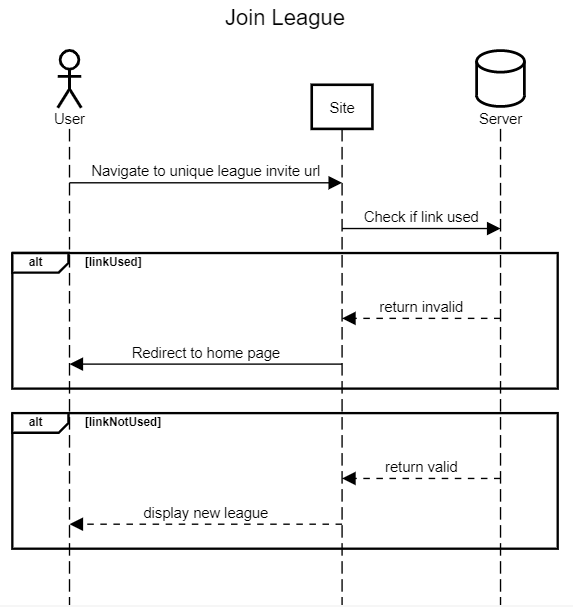 Join League
User
Site
Server
Navigate to unique league invite url
Check if link used
alt
[linkUsed]
return invalid
Redirect to home page
alt
[linkNotUsed]
return valid
display new league